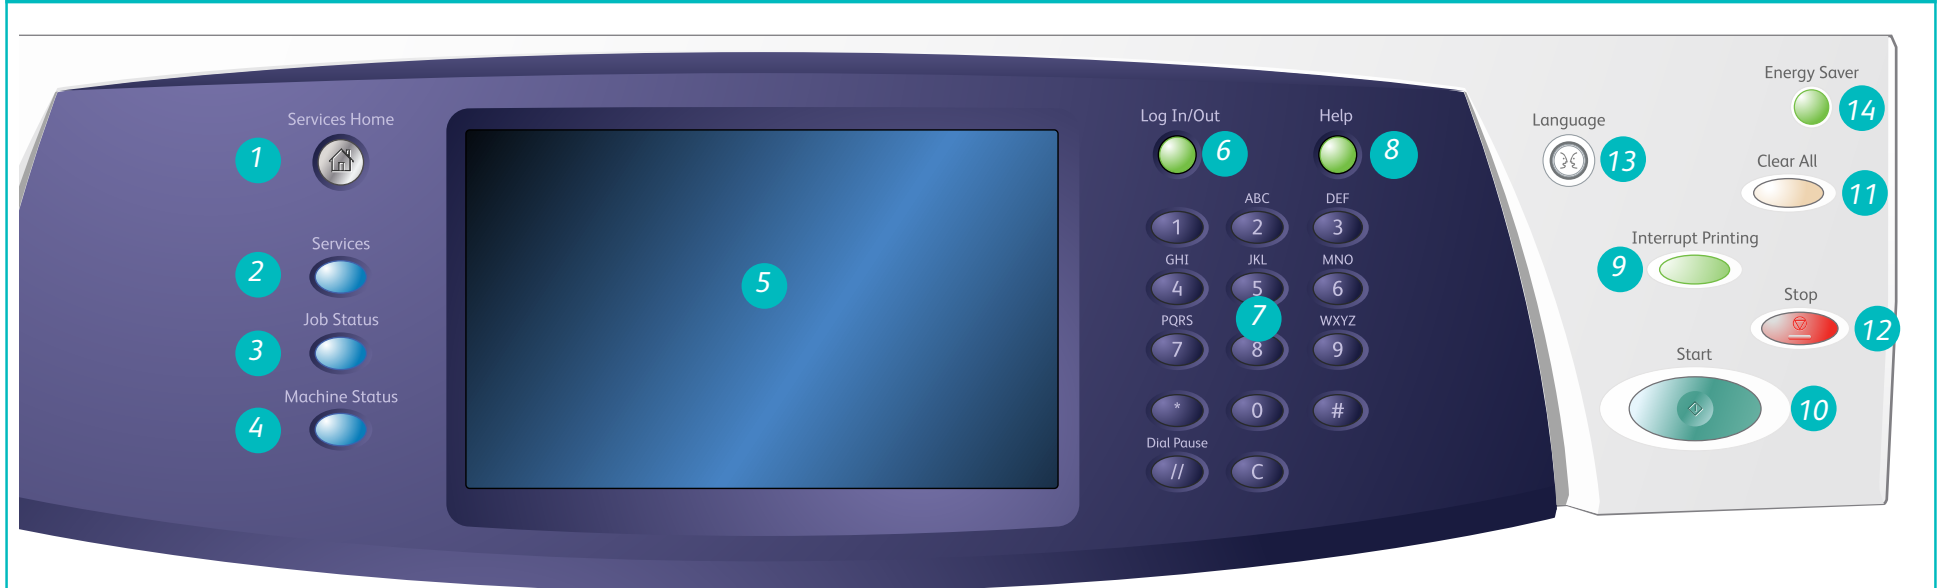 Services Home
1
Services
2
Job Status
3
Machine Status
4
5
Log In/Out
6
Help
8
ABC
DEF
1
2
3
GHI
JKL
MNO
4
5
6
7
PQRS
WXYZ
7
8
9
*
0
#
Dial Pause
//
C
Energy Saver
14
Language
13
Clear All
11
Interrupt Printing
9
Stop
12
Start
10